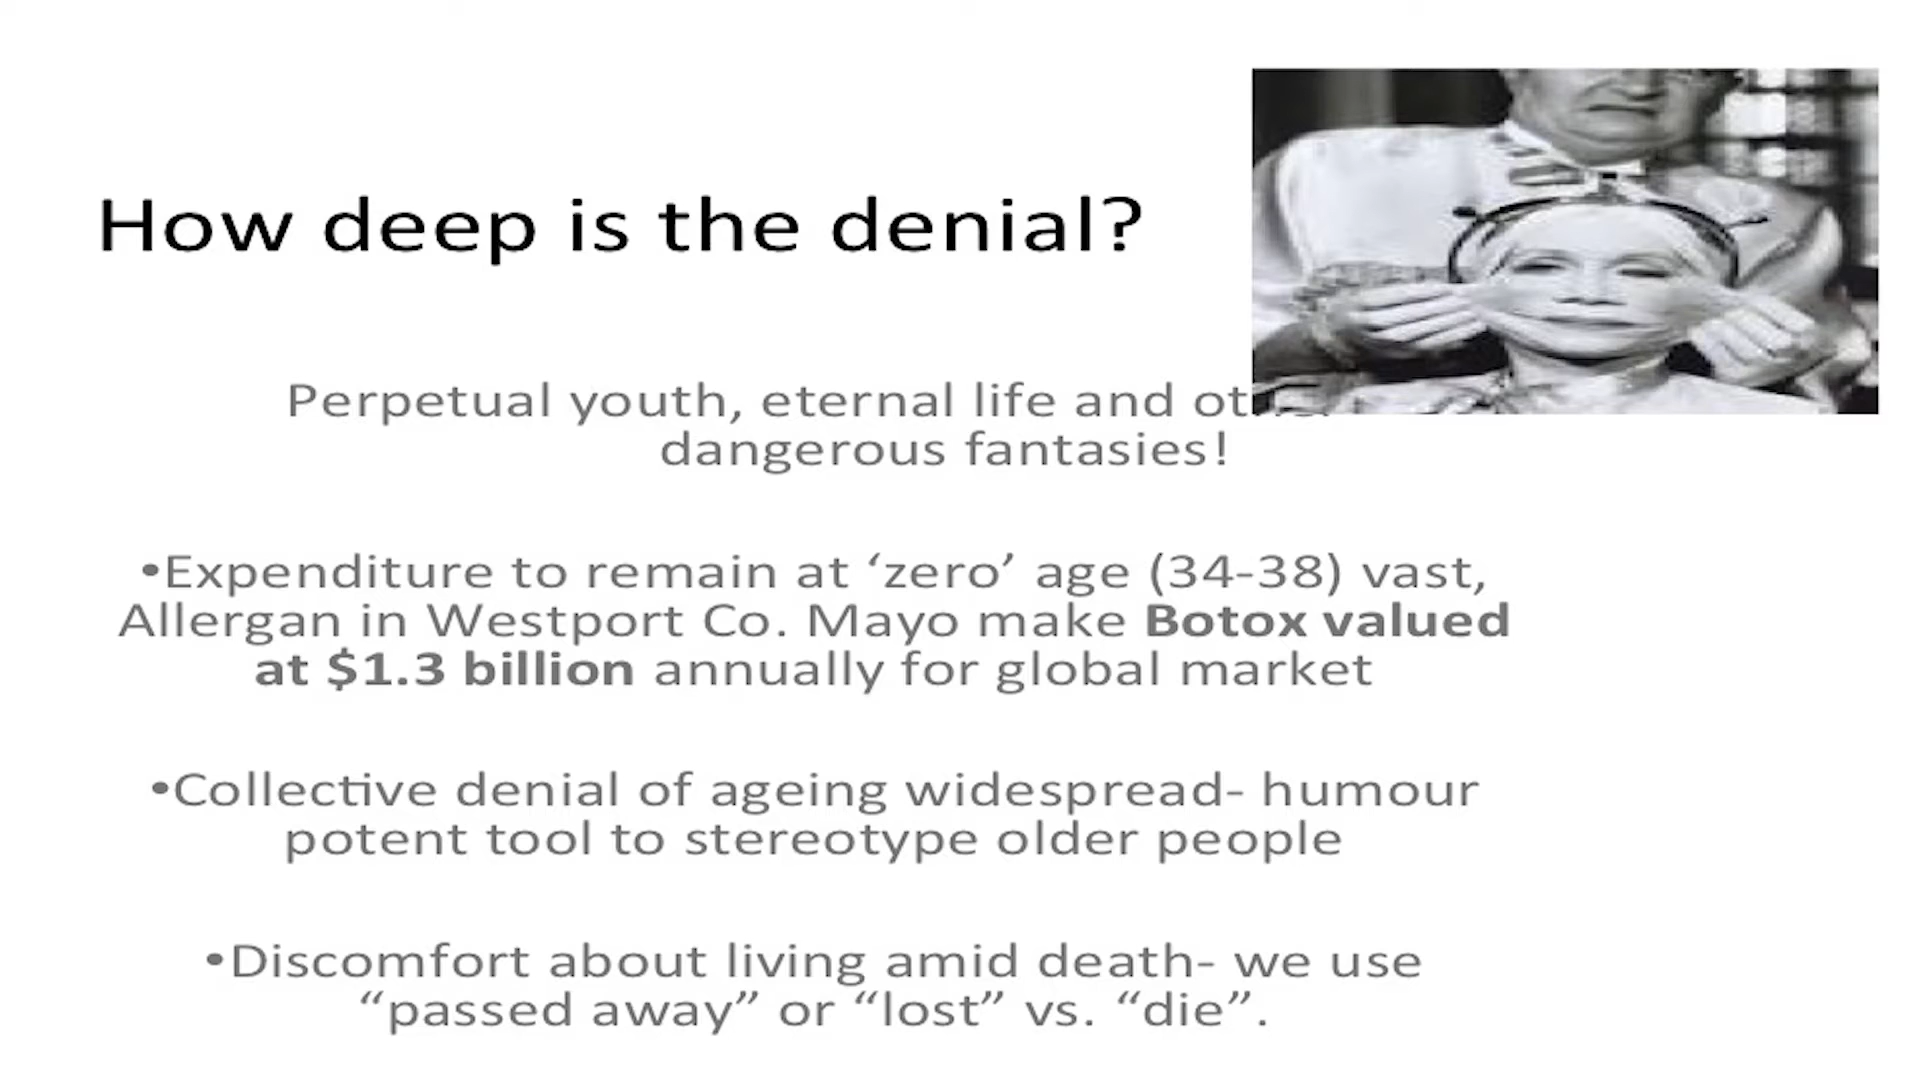 How deep is the denial?
Perpetual youth, eternal life and
dangerous fantasies!
•Expenditure to remain at ‘zero’ age (34-38) vast,
Allergan in Westport Co. Mayo make Botox valued
at $1.3 billion annually for global market
•Collective denial of ageing widespread- humour
potent tool to stereotype older people
•Discomfort about living amid death- we use
“passed away” or “lost” vs. “die”.